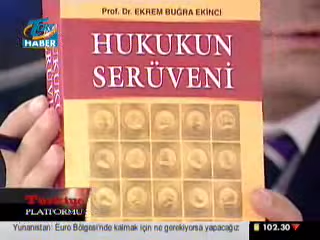 Prof. Dr. EKREM BUĞRA EKİNCİ
HUKUKUN
SERÜVENİ
HABER
Türkiye
PLATFORMU
Yunanistan: Euro Bölgesi'nde kalmak için ne gerekiyorsa yapacağız
102.30